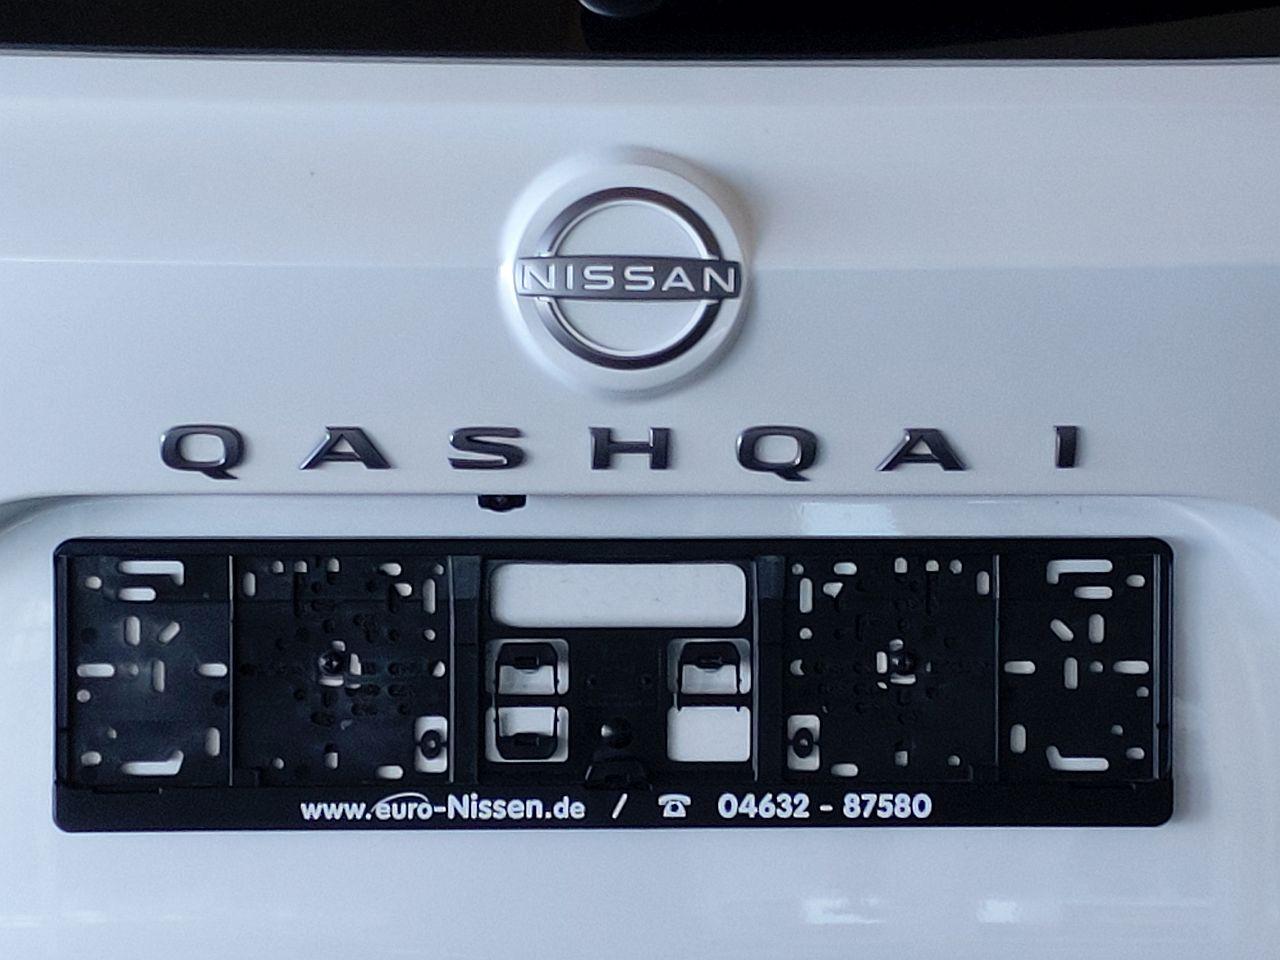 NISSAN
QASHQAI
www.euro-Nissen.de / ☎ 04632 - 87580